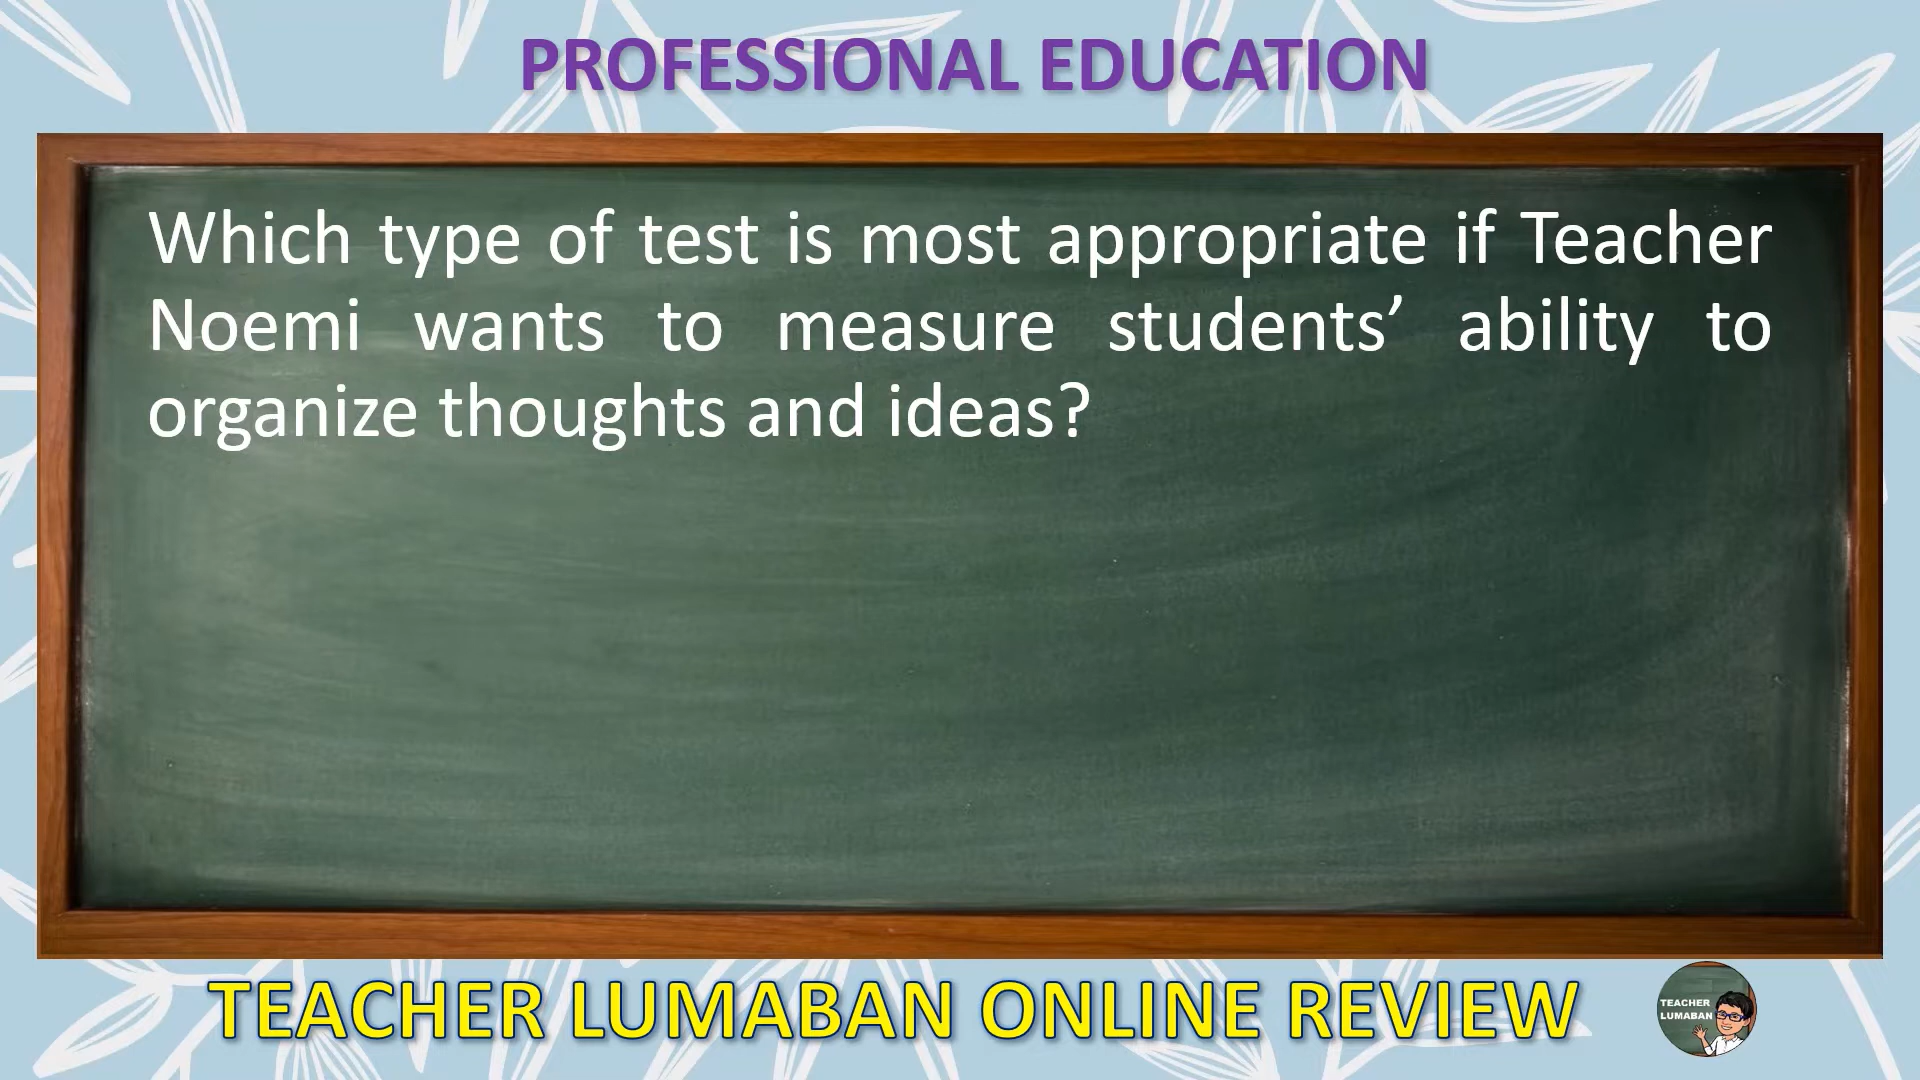 PROFESSIONAL EDUCATION
Which type of test is most appropriate if Teacher
Noemi wants to measure students’ ability to
organize thoughts and ideas?
TEACHER LUMABAN ONLINE REVIEW
TEACHER
LUMABAN